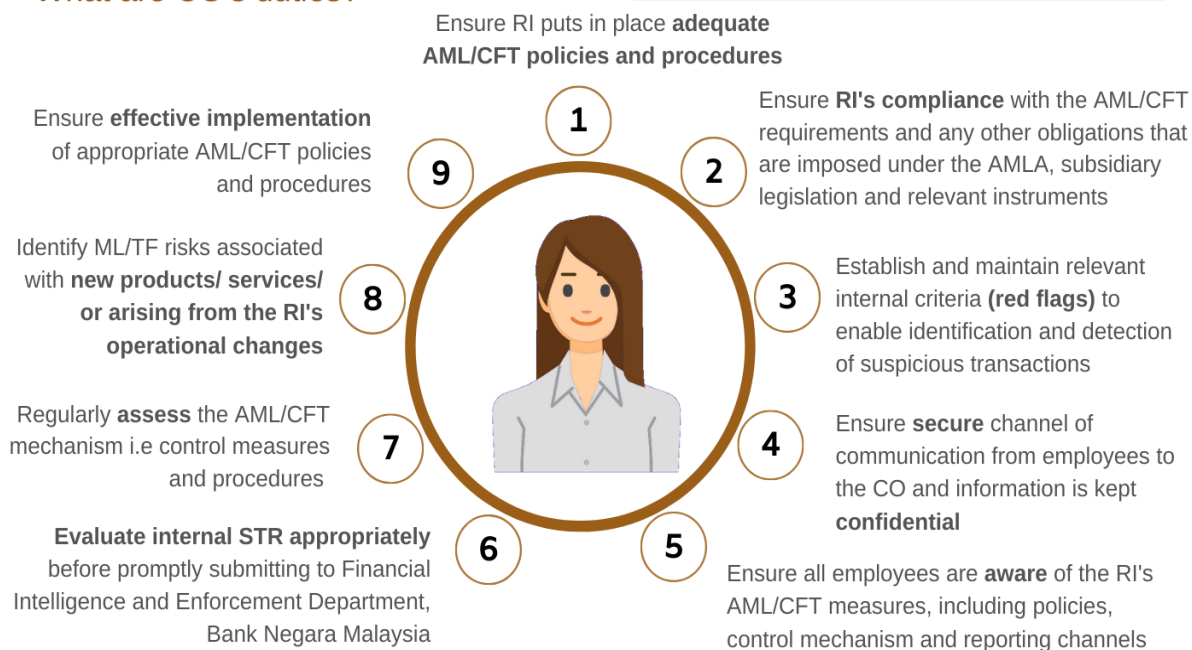 What are CO's duties?
Ensure RI puts in place adequate
AML/CFT policies and procedures
1
Ensure RI's compliance with the AML/CFT
requirements and any other obligations that
are imposed under the AMLA, subsidiary
legislation and relevant instruments
2
Establish and maintain relevant
internal criteria (red flags) to
enable identification and detection
of suspicious transactions
3
Ensure secure channel of
communication from employees to
the CO and information is kept
confidential
4
Ensure all employees are aware of the RI's
AML/CFT measures, including policies,
control mechanism and reporting channels
5
Evaluate internal STR appropriately
before promptly submitting to Financial
Intelligence and Enforcement Department,
Bank Negara Malaysia
6
Regularly assess the AML/CFT
mechanism i.e control measures
and procedures
7
Identify ML/TF risks associated
with new products/ services/
or arising from the RI's
operational changes
8
Ensure effective implementation
of appropriate AML/CFT policies
and procedures
9